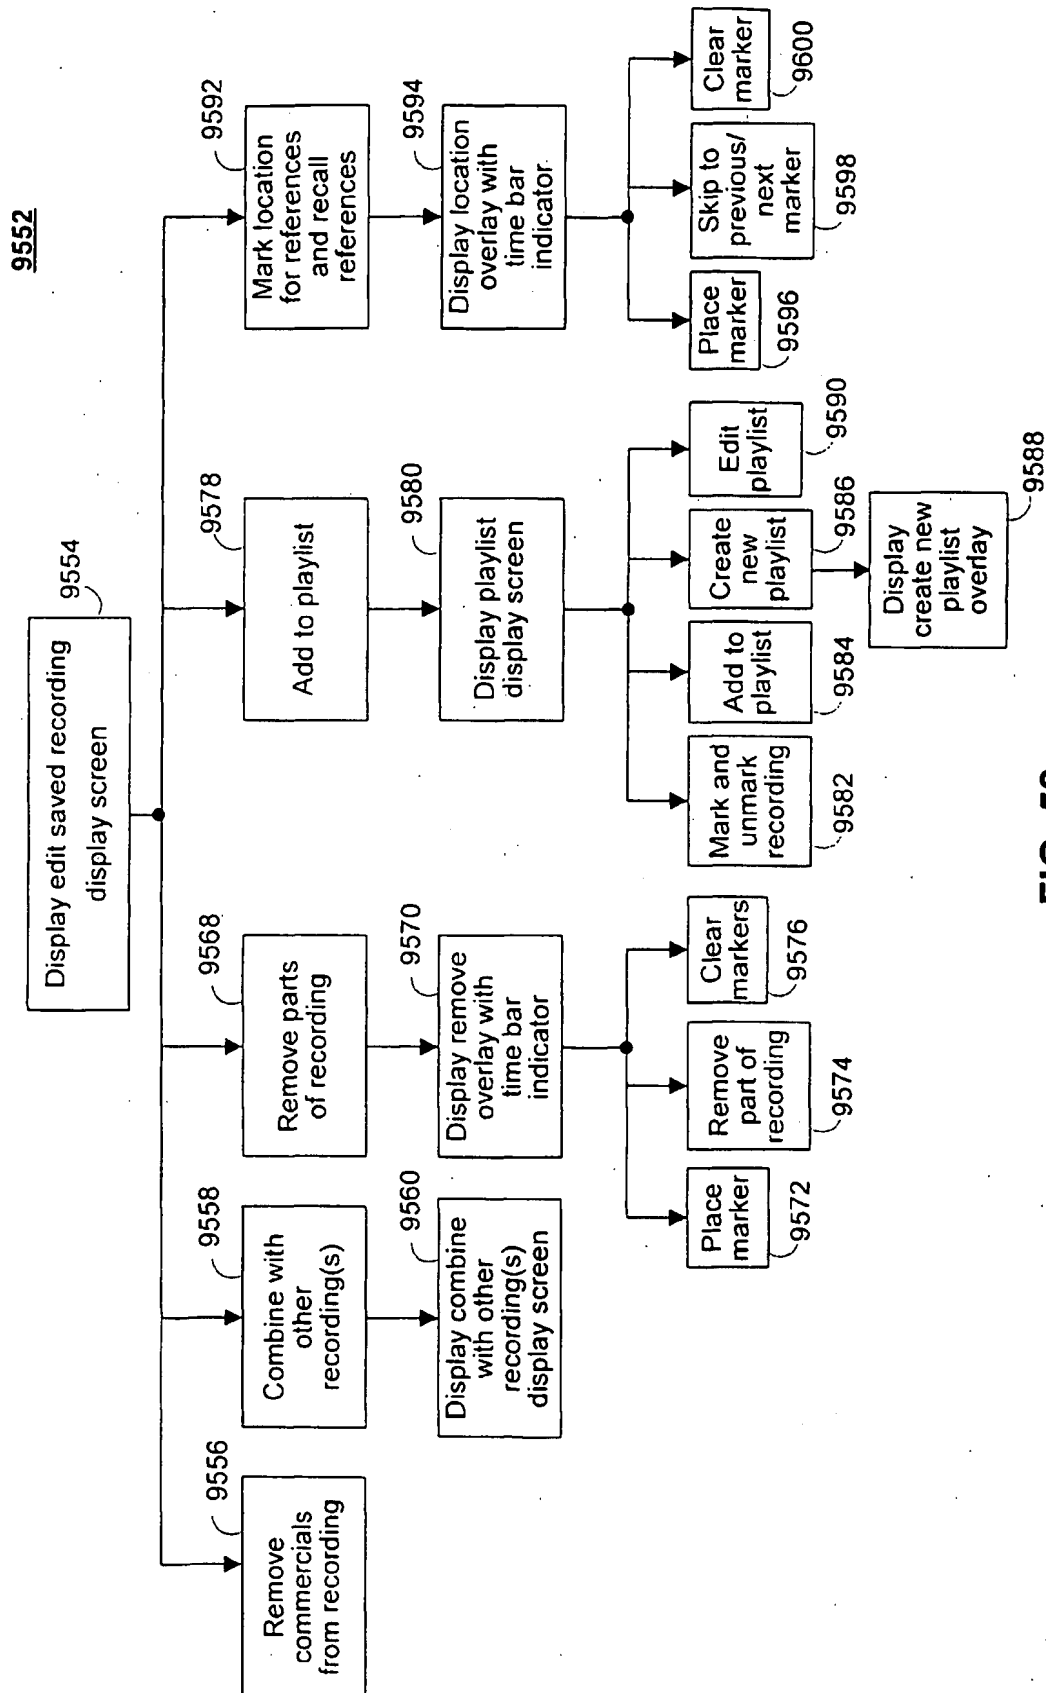 9552
Display edit saved recording
display screen
9554
Remove
commercials
from recording
9556
Combine with
other
recording(s)
9558
Display combine
with other
recording(s)
display screen
9560
Remove parts
of recording
9568
Display remove
overlay with
time bar
indicator
9570
Place
marker
9572
Remove
part of
recording
9574
Clear
markers
9576
Add to playlist
9578
Display playlist
display screen
9580
Mark and
unmark
recording
9582
Add to
playlist
9584
Create
new
playlist
9586
Display
create new
playlist
overlay
9588
Edit
playlist
9590
Mark location
for references
and recall
references
9592
Display location
overlay with
time bar
indicator
9594
Place
marker
9596
Skip to
previous/
next
marker
9598
Clear
marker
9600